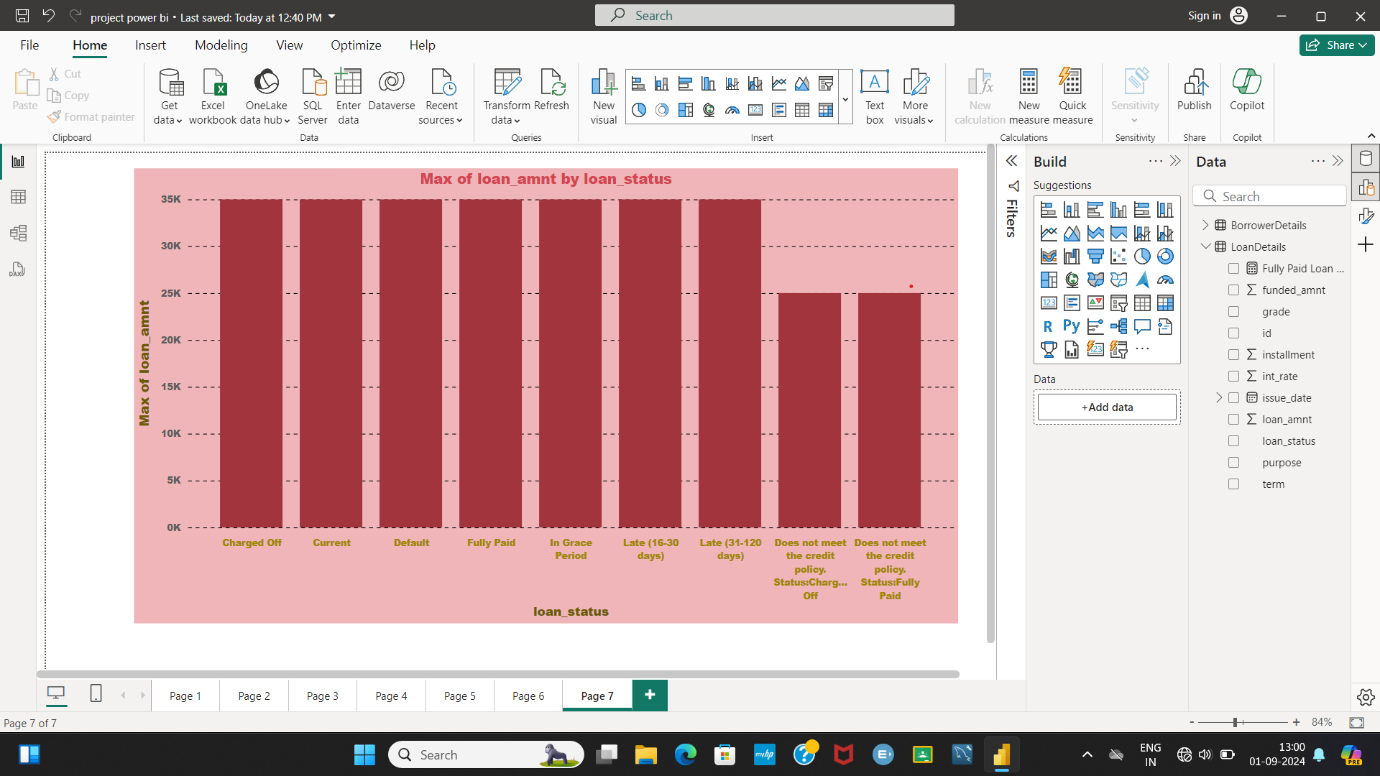 project power bi • Last saved: Today at 12:40 PM
Search
Sign in
File Home Insert Modeling View Optimize Help
Share
Paste
Cut
Copy
Format painter
Clipboard
Get data
Excel workbook
OneLake data hub
SQL Server
Enter data
Dataverse
Recent sources
Data
Transform data
Refresh
Queries
New visual
Text box
More visuals
Insert
New calculation
New measure
Quick measure
Calculations
Sensitivity
Sensitivity
Publish
Share
Copilot
Copilot
Max of loan_amnt by loan_status
Max of loan_amnt
35K
30K
25K
20K
15K
10K
5K
0K
Charged Off
Current
Default
Fully Paid
In Grace
Period
Late (16-30
days)
Late (31-120
days)
Does not meet
the credit
policy.
Status:Charg...
Off
Does not meet
the credit
policy.
Status:Fully
Paid
loan_status
Filters
Build
Suggestions
123
R Py
123
Data
+Add data
Data
Search
BorrowerDetails
LoanDetails
Fully Paid Loan ...
funded_amnt
grade
id
installment
int_rate
issue_date
loan_amnt
loan_status
purpose
term
Page 1 Page 2 Page 3 Page 4 Page 5 Page 6 Page 7
Page 7 of 7
- + 84%
Search
ENG
IN
13:00
01-09-2024
PRE